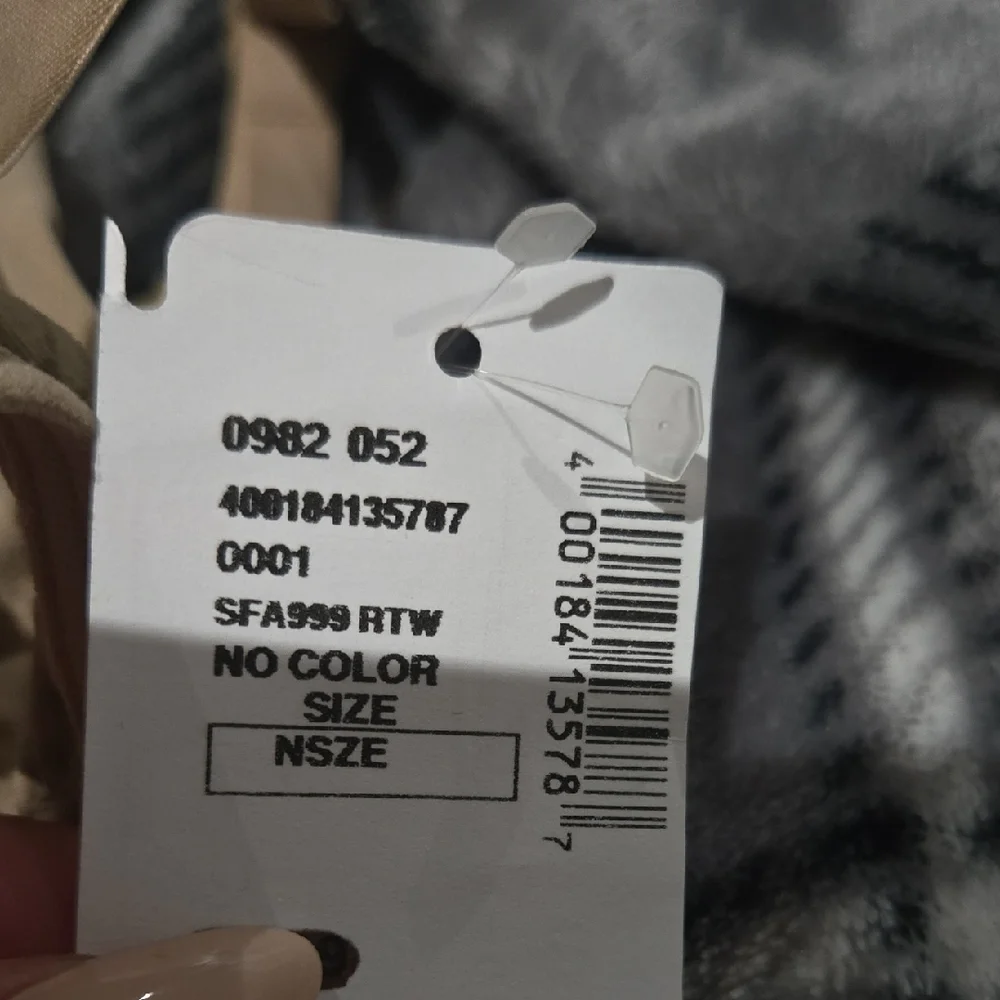 0982 052
400184135787
0001
SFA999 RTW
NO COLOR
SIZE
NSZE
4 00184 13578 7